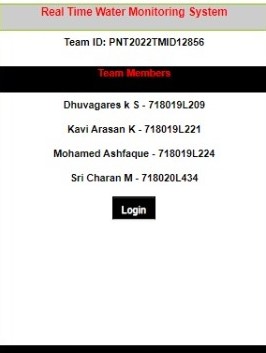 Real Time Water Monitoring System
Team ID: PNT2022TMID12856
Team Members
Dhuvagares k S - 718019L209
Kavi Arasan K - 718019L221
Mohamed Ashfaque - 718019L224
Sri Charan M - 718020L434
Login